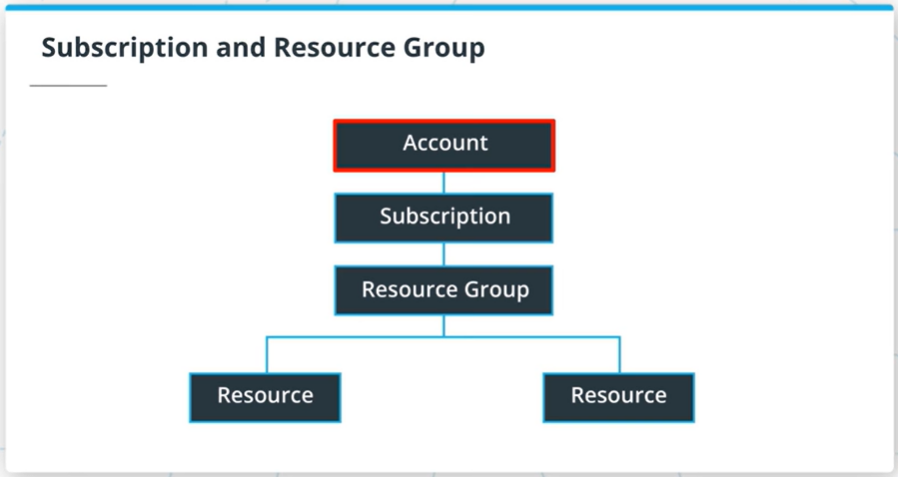 Subscription and Resource Group
Account
Subscription
Resource Group
Resource
Resource